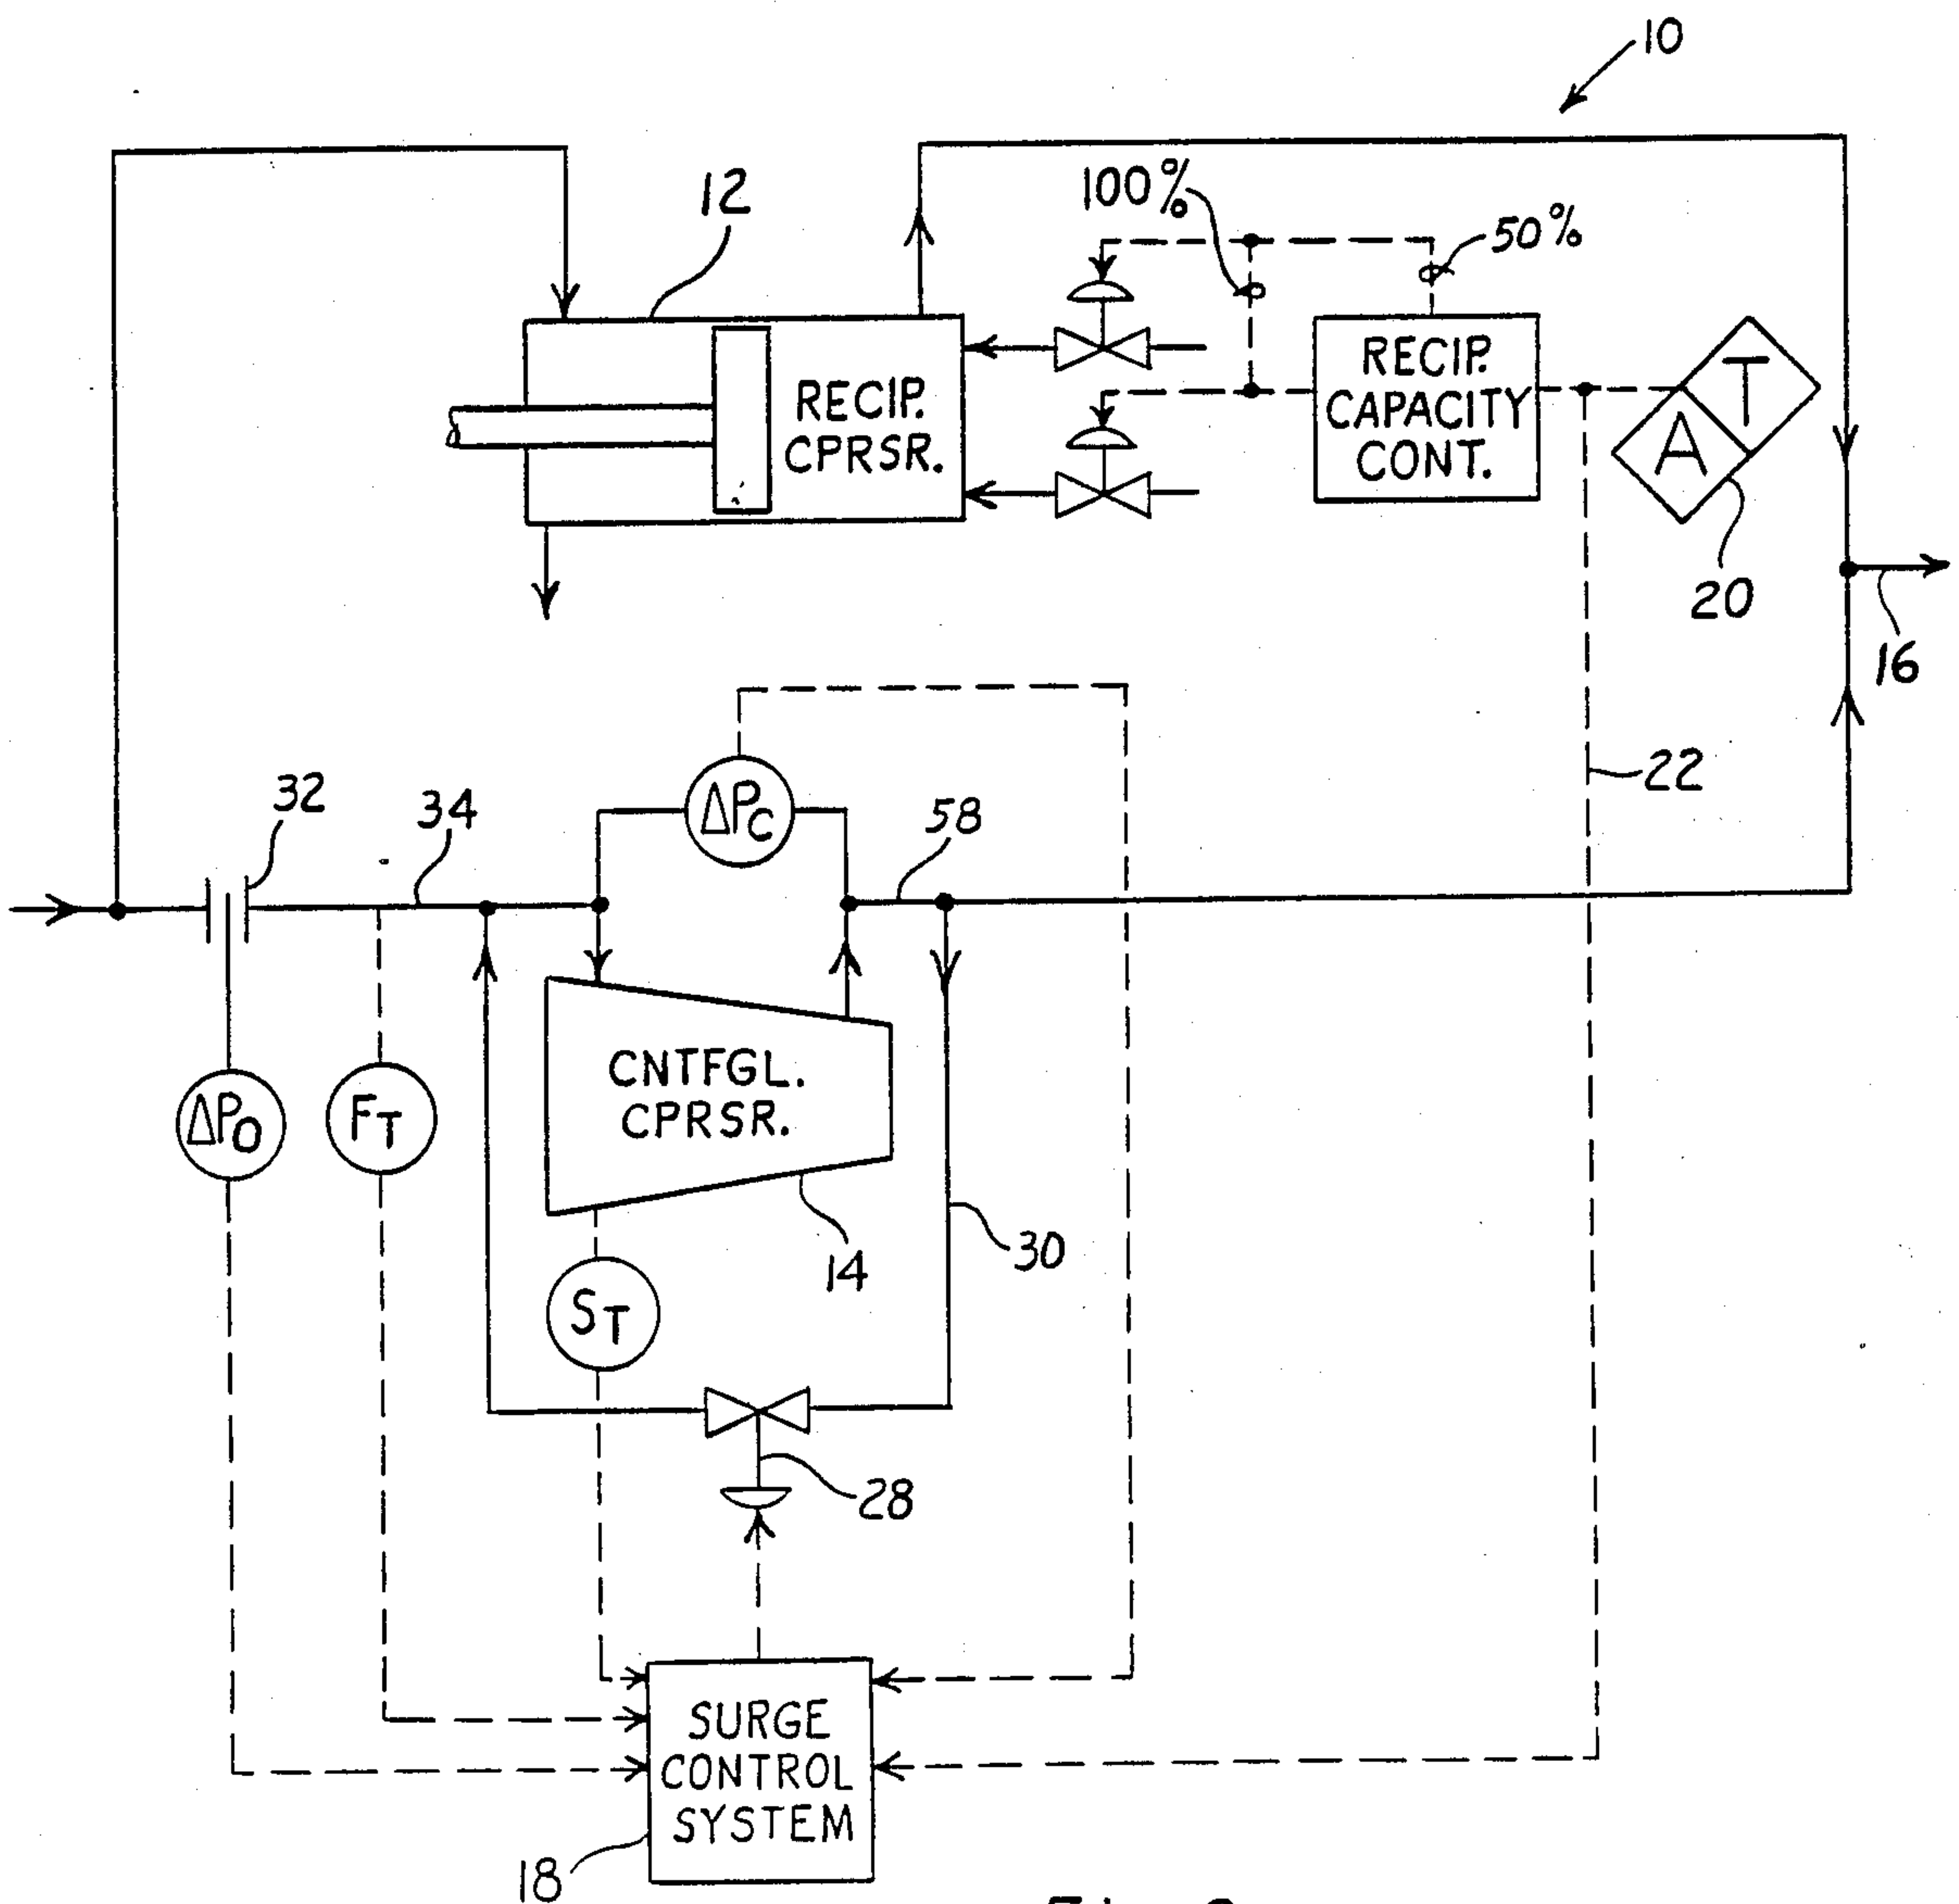 10
12
100%
50%
RECIP.
CPRSR.
RECIP.
CAPACITY
CONT.
T
A
20
16
22
32
34
ΔPC
58
ΔPO
FT
CNTFGL.
CPRSR.
14
30
ST
28
SURGE
CONTROL
SYSTEM
18